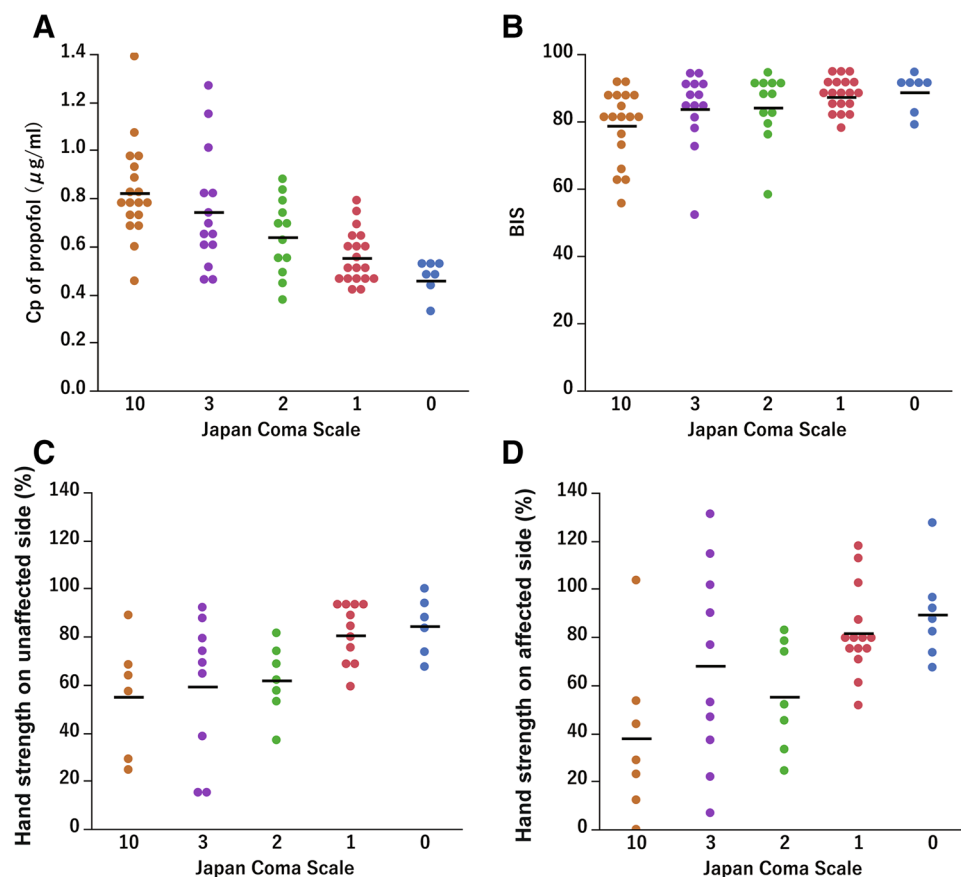 A
Cp of propofol (μg/ml)
1.4
1.2
1.0
0.8
0.6
0.4
0.2
0.0
10 3 2 1 0
Japan Coma Scale
B
BIS
100
80
60
40
20
0
10 3 2 1 0
Japan Coma Scale
C
Hand strength on unaffected side (%)
140
120
100
80
60
40
20
0
10 3 2 1 0
Japan Coma Scale
D
Hand strength on affected side (%)
140
120
100
80
60
40
20
0
10 3 2 1 0
Japan Coma Scale